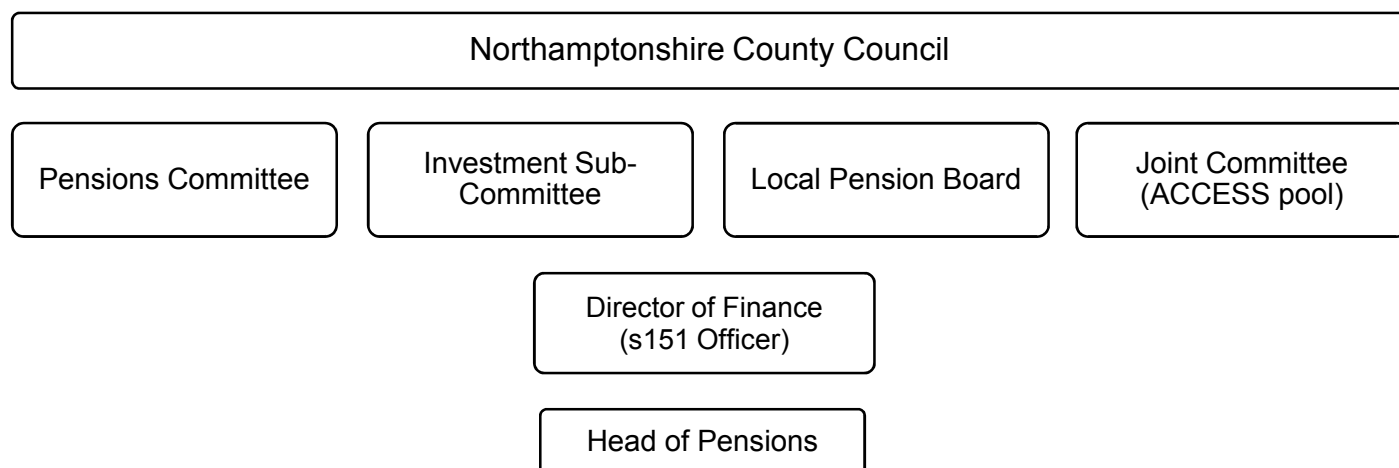 Northamptonshire County Council
Pensions Committee
Investment Sub-
Committee
Local Pension Board
Joint Committee
(ACCESS pool)
Director of Finance
(s151 Officer)
Head of Pensions